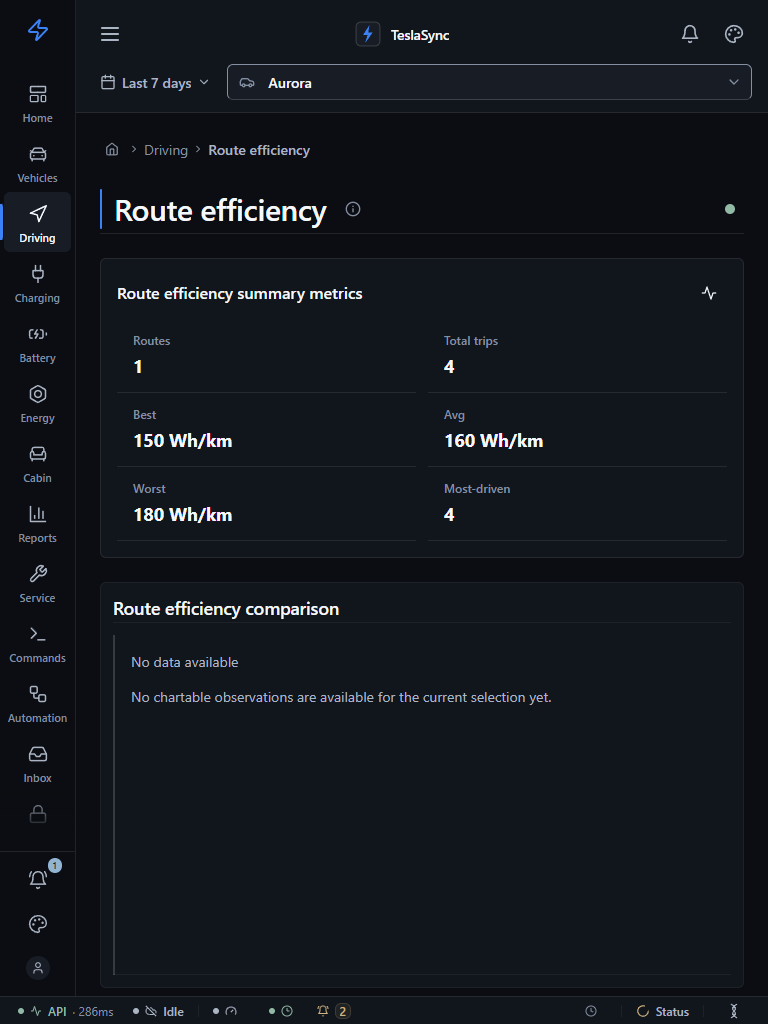 TeslaSync
Last 7 days
Aurora
Home
Vehicles
Driving
Charging
Battery
Energy
Cabin
Reports
Service
Commands
Automation
Inbox
1
Driving
Route efficiency
Route efficiency
Route efficiency summary metrics
Routes
1
Total trips
4
Best
150 Wh/km
Avg
160 Wh/km
Worst
180 Wh/km
Most-driven
4
Route efficiency comparison
No data available
No chartable observations are available for the current selection yet.
API · 286ms
Idle
2
Status